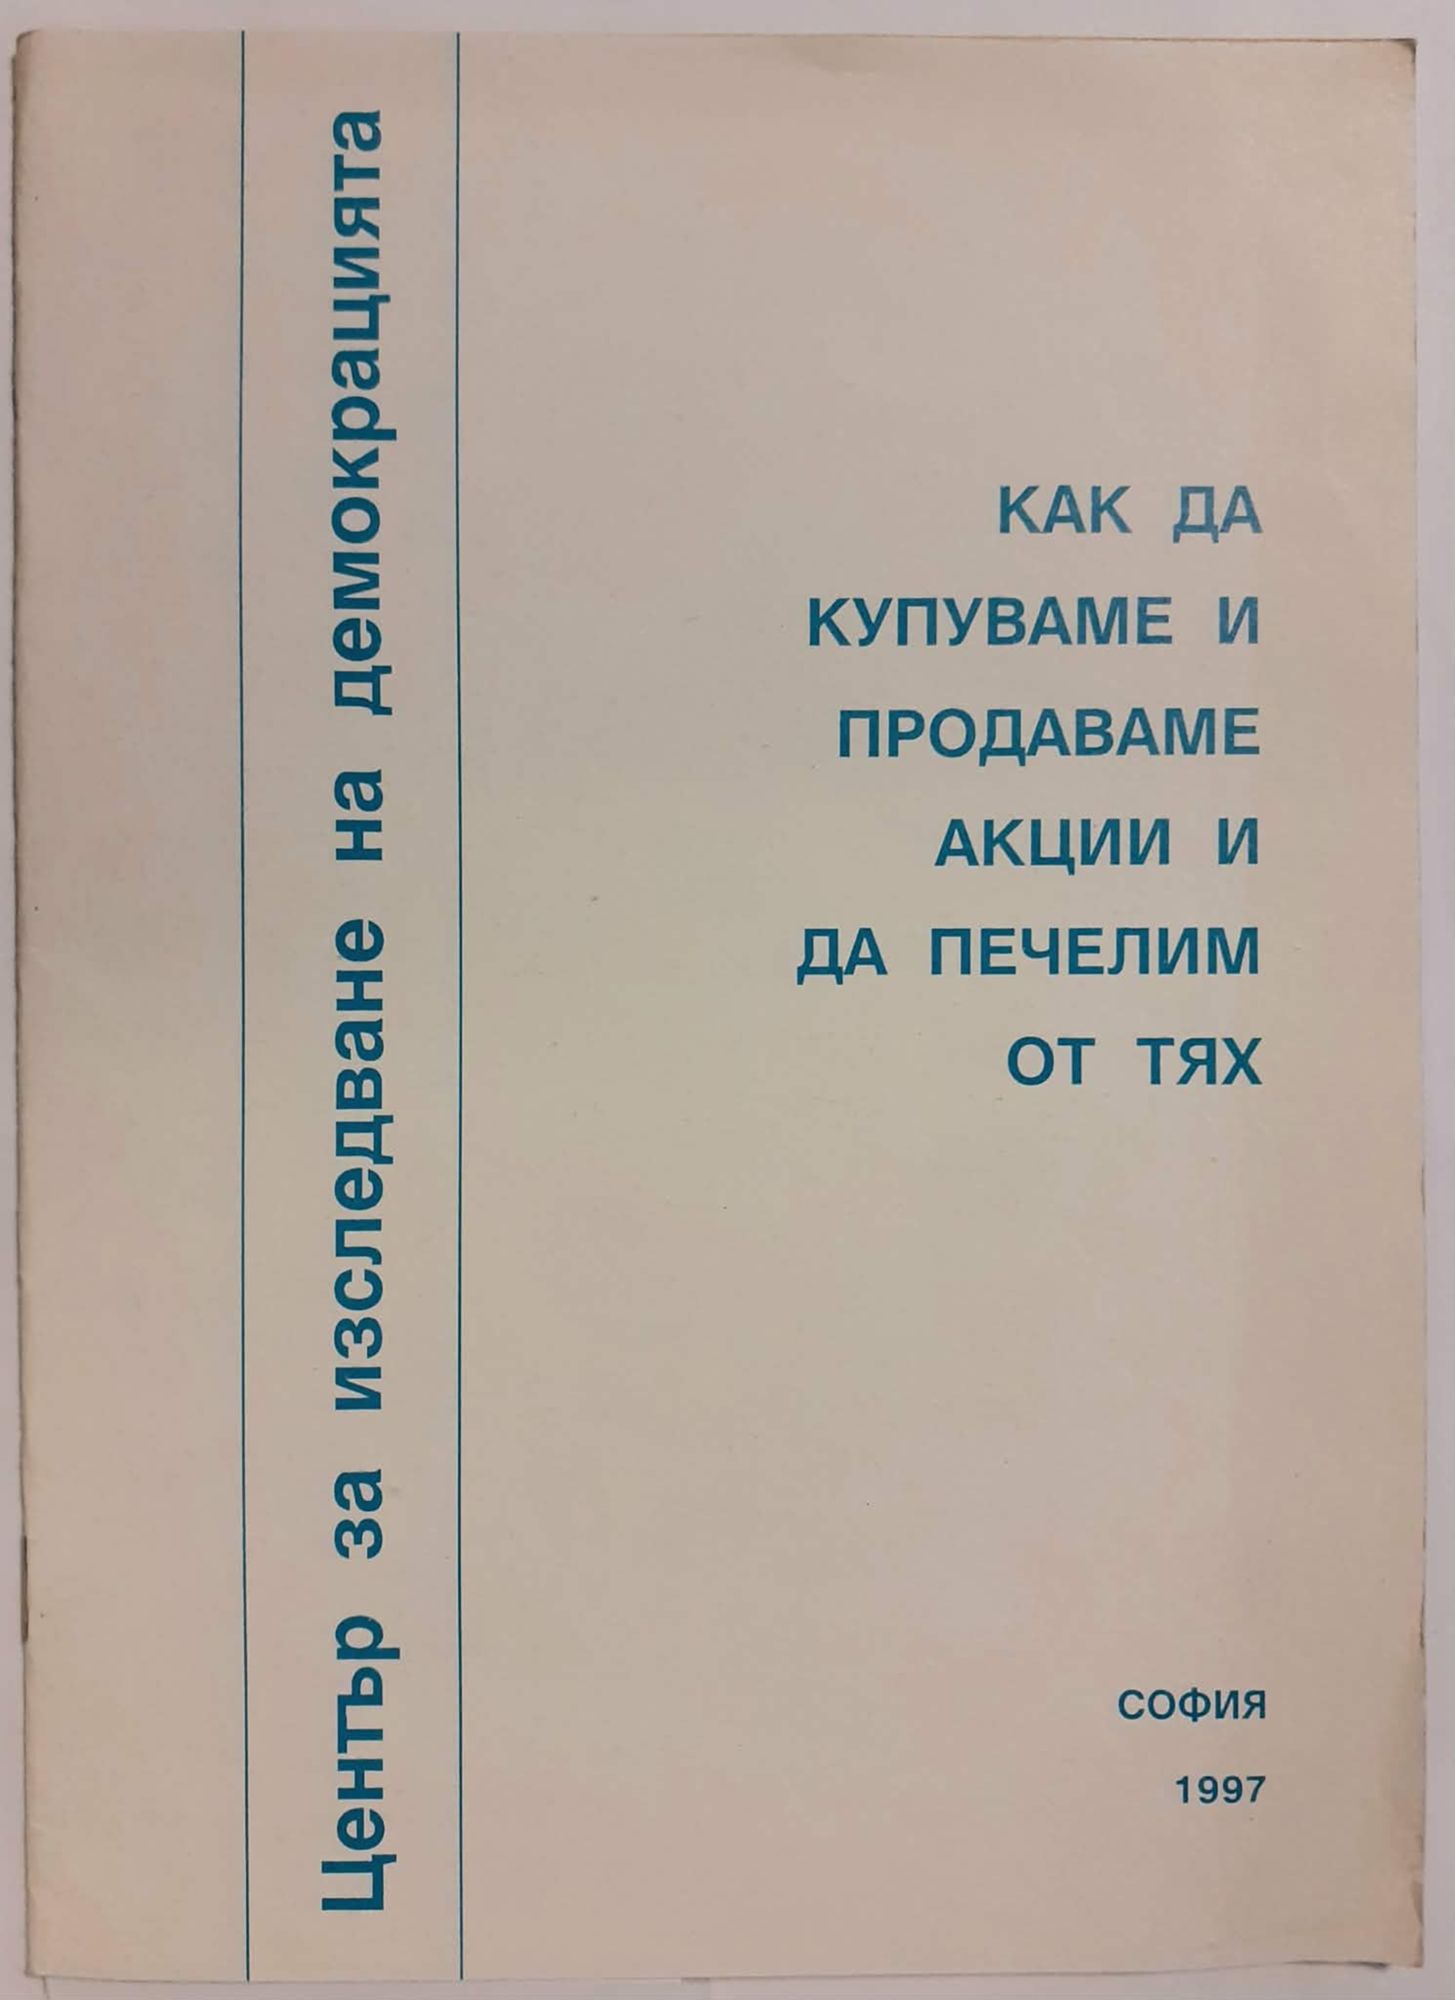 Център за изследване на демокрацията
КАК ДА
КУПУВАМЕ И
ПРОДАВАМЕ
АКЦИИ И
ДА ПЕЧЕЛИМ
ОТ ТЯХ
СОФИЯ
1997